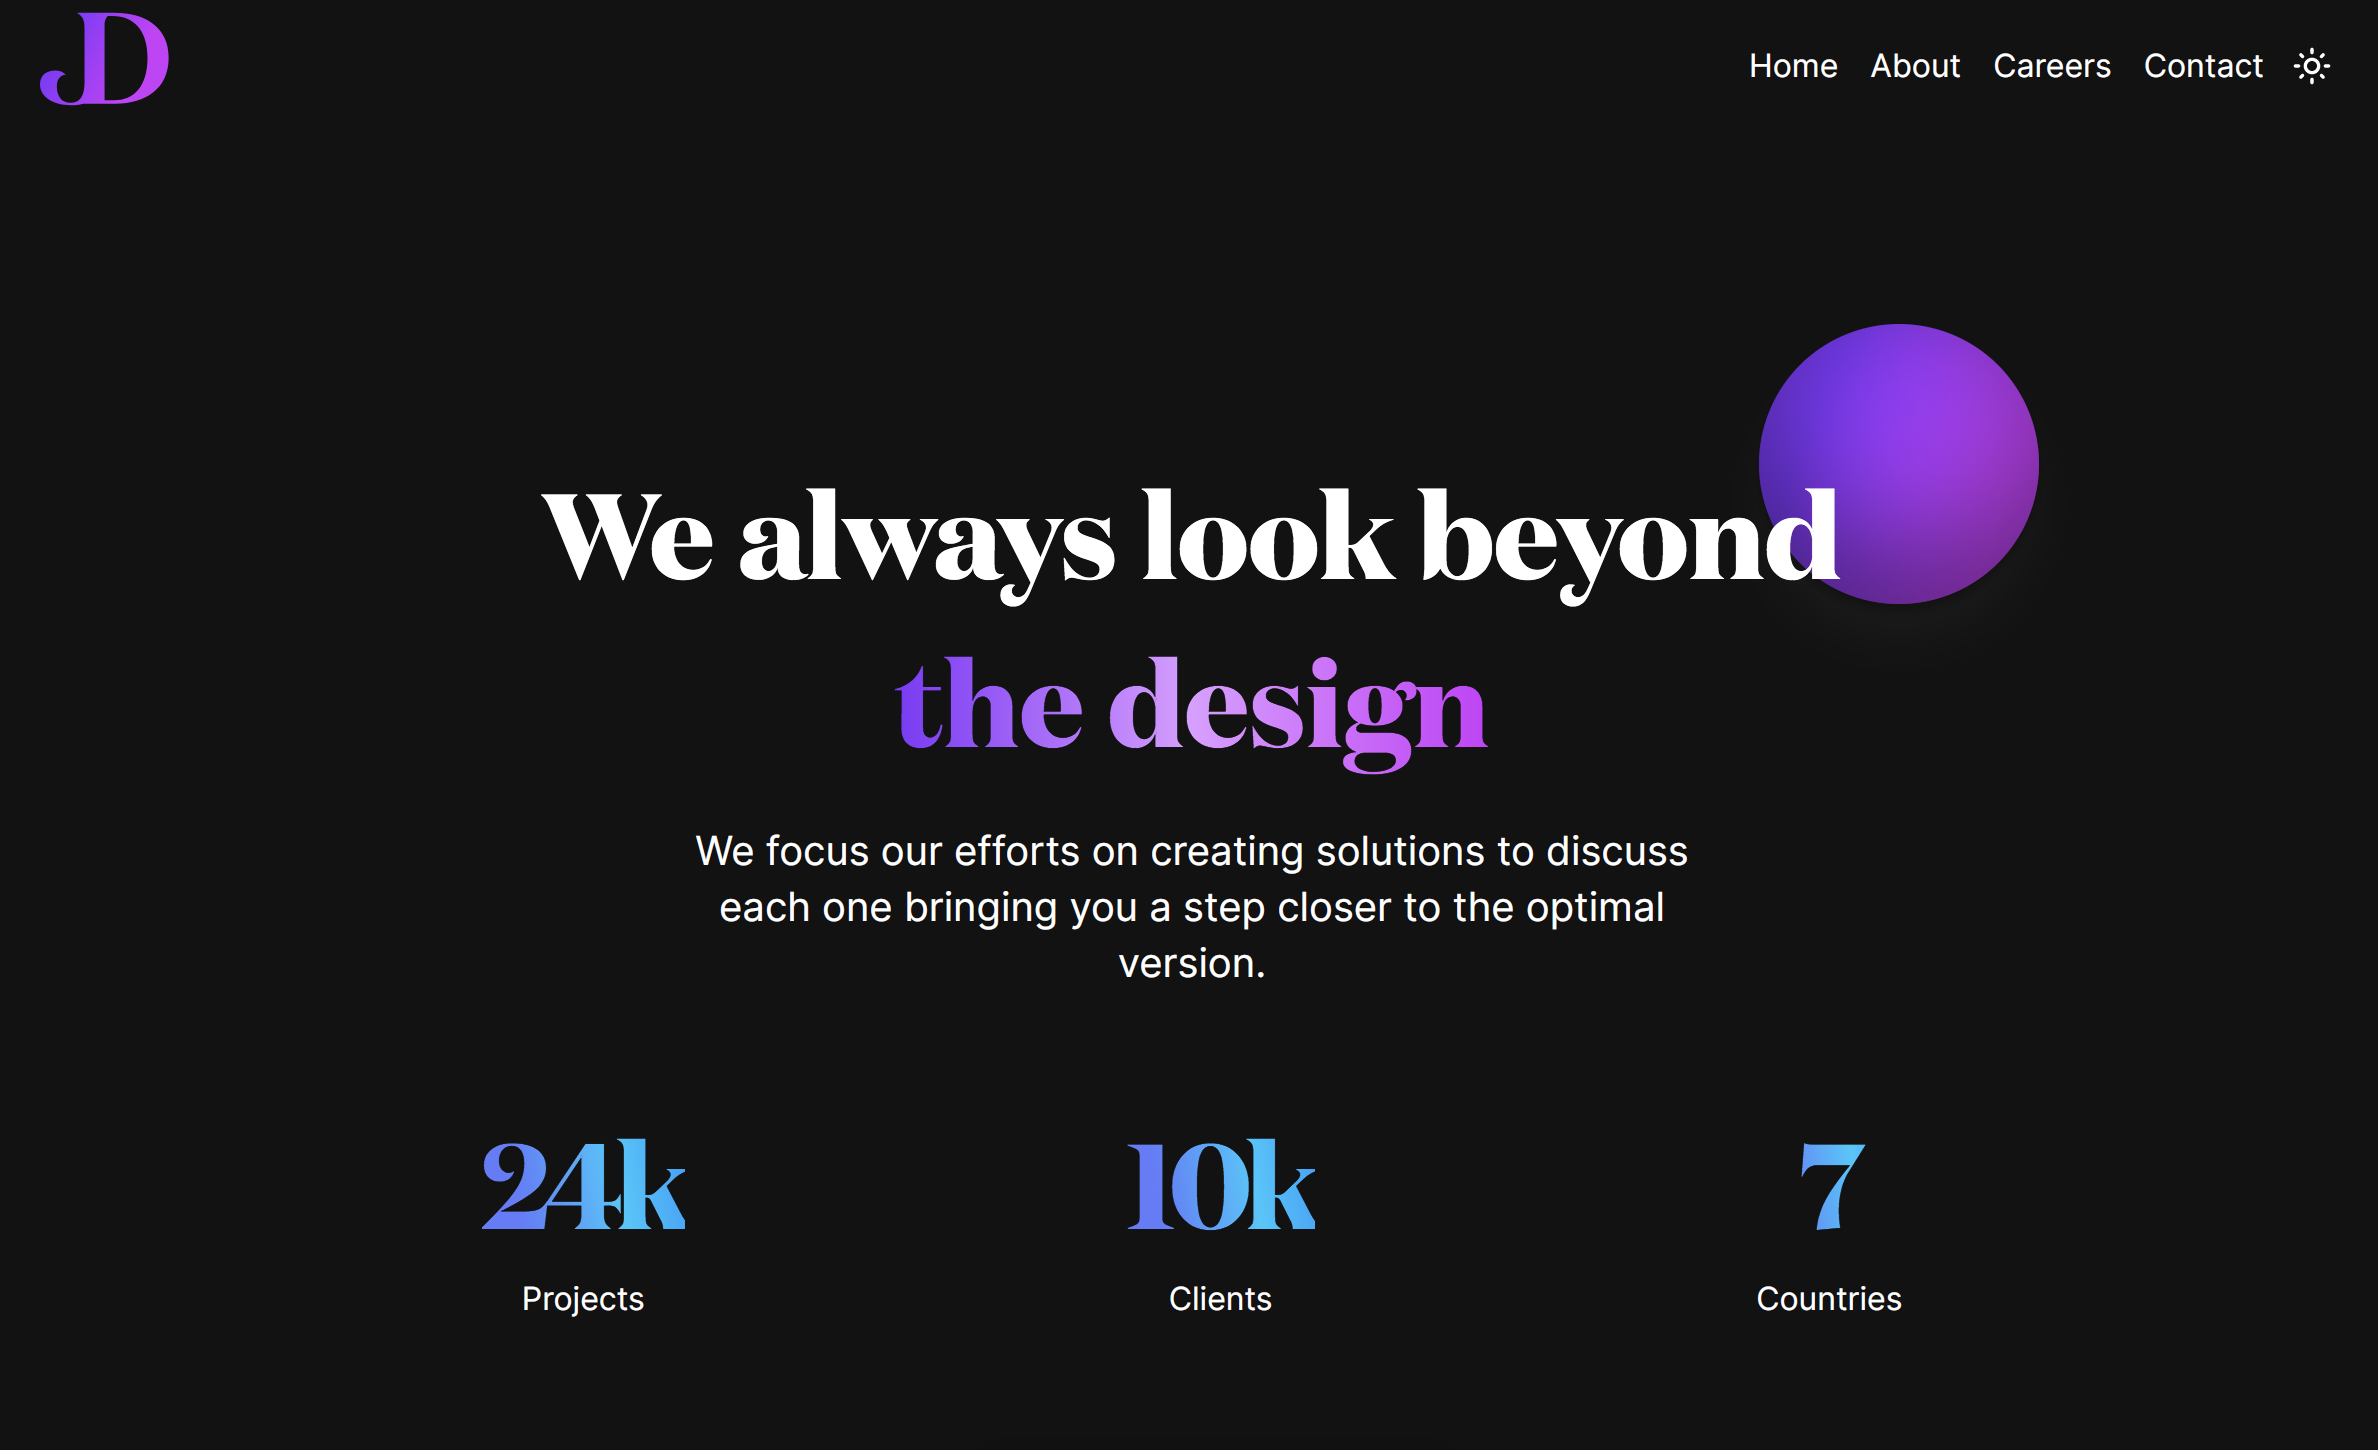 JD
Home About Careers Contact
We always look beyond
the design
We focus our efforts on creating solutions to discuss
each one bringing you a step closer to the optimal
version.
24k 10k 7
Projects Clients Countries